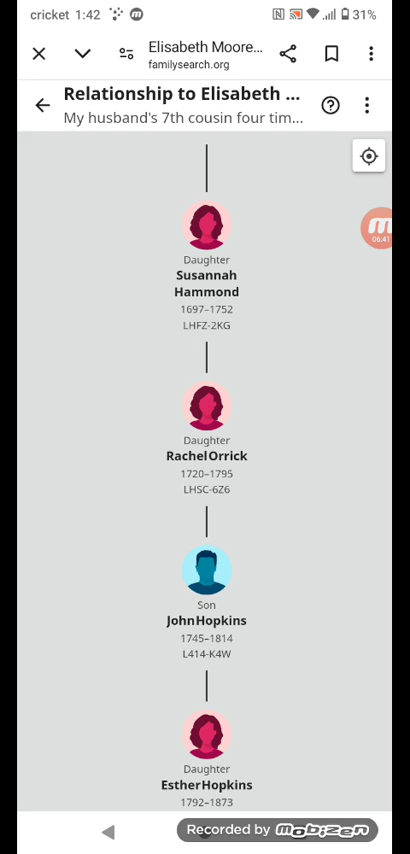 cricket 1:42 31%
Elisabeth Moore...
familysearch.org
Relationship to Elisabeth ...
My husband's 7th cousin four tim...
06:41
Daughter
Susannah
Hammond
1697–1752
LHFZ-2KG
Daughter
Rachel Orrick
1720–1795
LHSC-6Z6
Son
John Hopkins
1745–1814
L414-K4W
Daughter
Esther Hopkins
1792–1873
Recorded by mobizen